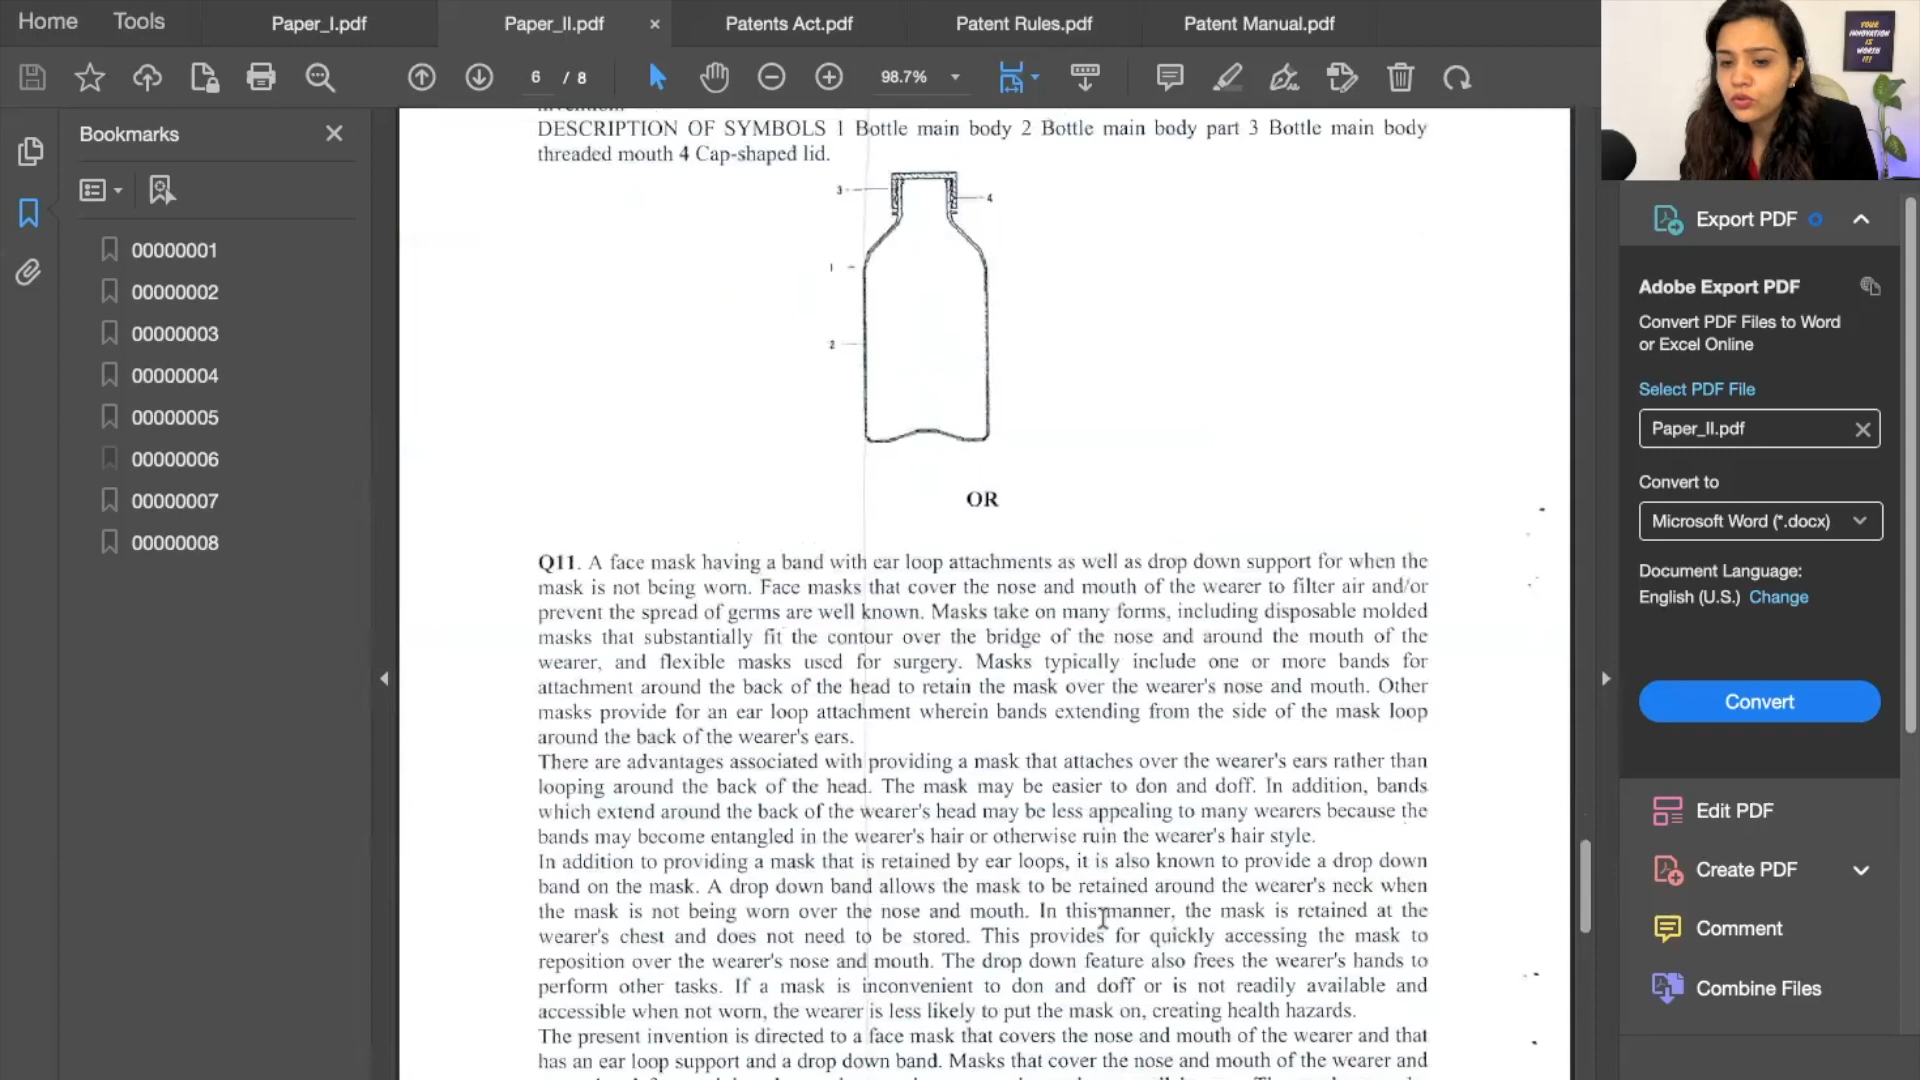 Home
Tools
Paper_I.pdf
Paper_II.pdf
Patents Act.pdf
Patent Rules.pdf
Patent Manual.pdf
6 / 8
98.7%
YOUR
INNOVATION
IS
WORTH
IT!
Bookmarks
00000001
00000002
00000003
00000004
00000005
00000006
00000007
00000008
invention.
DESCRIPTION OF SYMBOLS 1 Bottle main body 2 Bottle main body part 3 Bottle main body
threaded mouth 4 Cap-shaped lid.
3
4
1
2
OR
Q11. A face mask having a band with ear loop attachments as well as drop down support for when the
mask is not being worn. Face masks that cover the nose and mouth of the wearer to filter air and/or
prevent the spread of germs are well known. Masks take on many forms, including disposable molded
masks that substantially fit the contour over the bridge of the nose and around the mouth of the
wearer, and flexible masks used for surgery. Masks typically include one or more bands for
attachment around the back of the head to retain the mask over the wearer's nose and mouth. Other
masks provide for an ear loop attachment wherein bands extending from the side of the mask loop
around the back of the wearer's ears.
There are advantages associated with providing a mask that attaches over the wearer's ears rather than
looping around the back of the head. The mask may be easier to don and doff. In addition, bands
which extend around the back of the wearer's head may be less appealing to many wearers because the
bands may become entangled in the wearer's hair or otherwise ruin the wearer's hair style.
In addition to providing a mask that is retained by ear loops, it is also known to provide a drop down
band on the mask. A drop down band allows the mask to be retained around the wearer's neck when
the mask is not being worn over the nose and mouth. In this manner, the mask is retained at the
wearer's chest and does not need to be stored. This provides for quickly accessing the mask to
reposition over the wearer's nose and mouth. The drop down feature also frees the wearer's hands to
perform other tasks. If a mask is inconvenient to don and doff or is not readily available and
accessible when not worn, the wearer is less likely to put the mask on, creating health hazards.
The present invention is directed to a face mask that covers the nose and mouth of the wearer and that
has an ear loop support and a drop down band. Masks that cover the nose and mouth of the wearer and
Export PDF
Adobe Export PDF
Convert PDF Files to Word
or Excel Online
Select PDF File
Paper_II.pdf
Convert to
Microsoft Word (*.docx)
Document Language:
English (U.S.) Change
Convert
Edit PDF
Create PDF
Comment
Combine Files